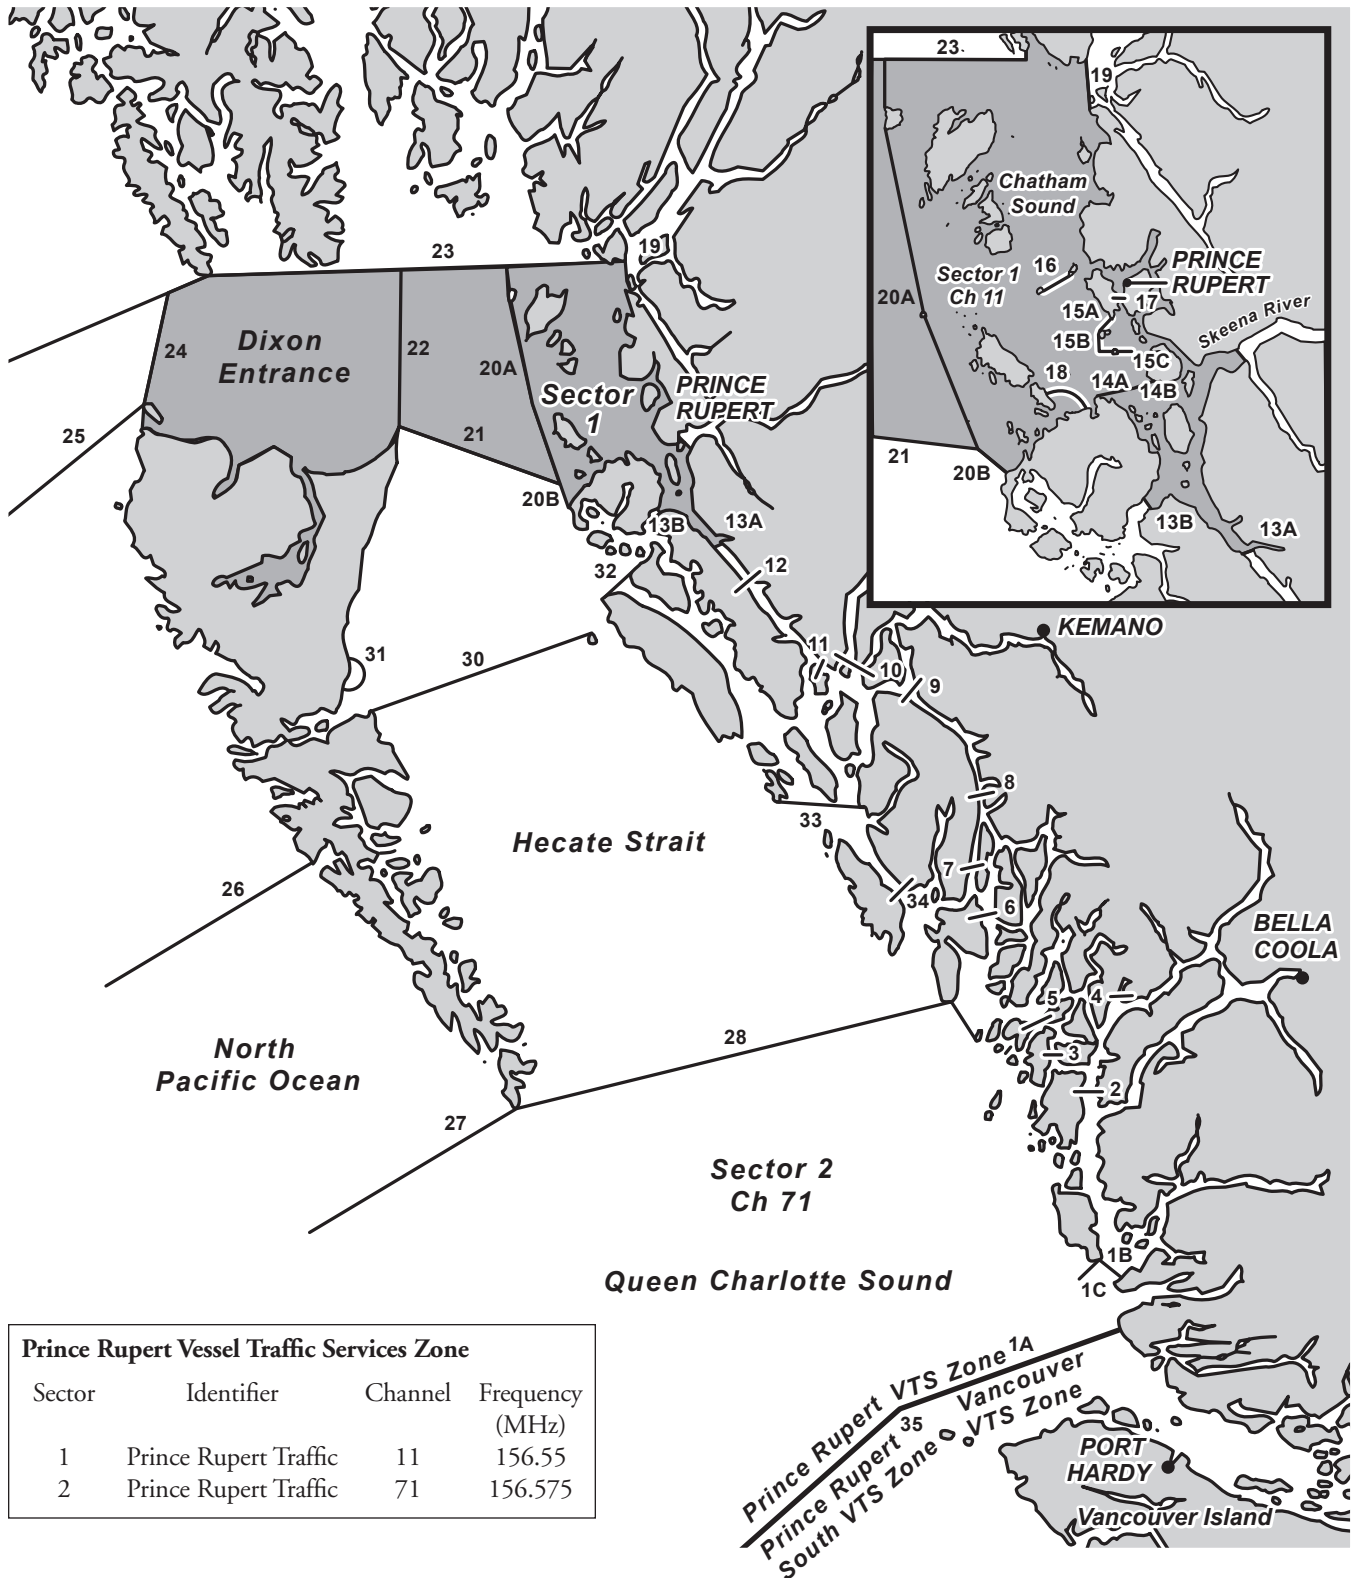 23
19
24
Dixon
Entrance
22
20A
Sector
1
PRINCE
RUPERT
25
21
20B
13B
13A
32
12
31
30
11
10
9
KEMANO
8
33
Hecate Strait
7
34
6
26
BELLA
COOLA
5
4
3
2
North
Pacific Ocean
28
27
Sector 2
Ch 71
1B
1C
Queen Charlotte Sound
1A
Prince Rupert VTS Zone
Vancouver
VTS Zone
35
Prince Rupert
South VTS Zone
PORT
HARDY
Vancouver Island
23
19
Chatham
Sound
Sector 1
Ch 11
16
PRINCE
RUPERT
17
20A
15A
15B
15C
Skeena River
18
14A
14B
21
20B
13B
13A
Prince Rupert Vessel Traffic Services Zone
Sector Identifier Channel Frequency
(MHz)
1 Prince Rupert Traffic 11 156.55
2 Prince Rupert Traffic 71 156.575